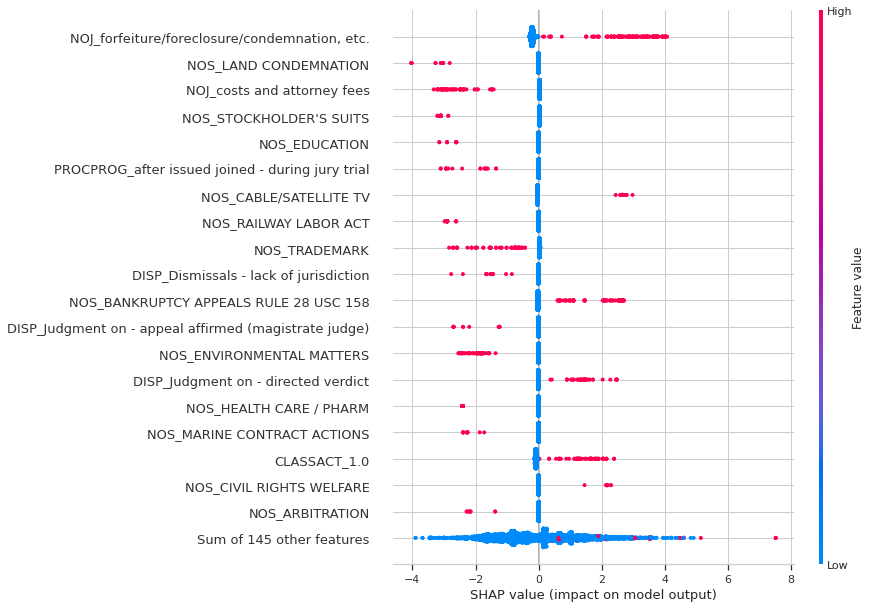 High
NOJ_forfeiture/foreclosure/condemnation, etc.
NOS_LAND CONDEMNATION
NOJ_costs and attorney fees
NOS_STOCKHOLDER'S SUITS
NOS_EDUCATION
PROCPROG_after issued joined - during jury trial
NOS_CABLE/SATELLITE TV
NOS_RAILWAY LABOR ACT
NOS_TRADEMARK
DISP_Dismissals - lack of jurisdiction
NOS_BANKRUPTCY APPEALS RULE 28 USC 158
DISP_Judgment on - appeal affirmed (magistrate judge)
NOS_ENVIRONMENTAL MATTERS
DISP_Judgment on - directed verdict
NOS_HEALTH CARE / PHARM
NOS_MARINE CONTRACT ACTIONS
CLASSACT_1.0
NOS_CIVIL RIGHTS WELFARE
NOS_ARBITRATION
Sum of 145 other features
Feature value
Low
−4 −2 0 2 4 6 8
SHAP value (impact on model output)